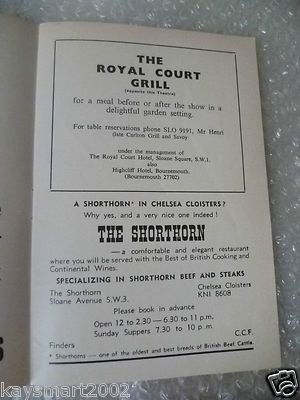 THE
ROYAL COURT
GRILL
(opposite this Theatre)
for a meal before or after the show in a
delightful garden setting.
For table reservations phone SLO 9191, Mr Henri
(late Carlton Grill and Savoy
under the management of
The Royal Court Hotel, Sloane Square, S.W.1.
also
Highcliff Hotel, Bournemouth.
(Bournemouth 27702)
A SHORTHORN* IN CHELSEA CLOISTERS?
Why yes, and a very nice one indeed !
THE SHORTHORN
— a comfortable and elegant restaurant
where you will be served with the Best of British Cooking and
Continental Wines.
SPECIALIZING IN SHORTHORN BEEF AND STEAKS
The Shorthorn Chelsea Cloisters
Sloane Avenue S.W.3. KNI 8608
Please book in advance
Open 12 to 2.30 — 6.30 to 11 p.m.
Sunday Suppers 7.30 to 10 p.m.
Finders C.C.F.
* Shorthorns — one of the oldest and best breeds of British Beef Cattle.
kaysmart2002